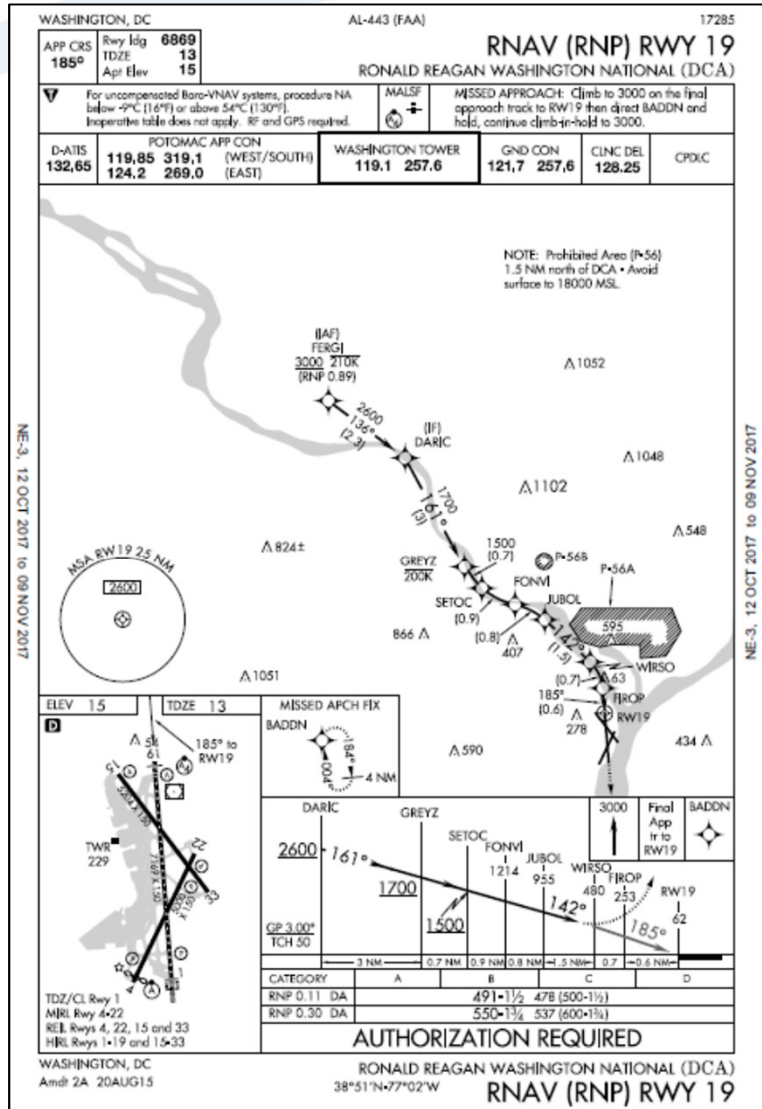 WASHINGTON, DC AL-443 (FAA) 17285
APP CRS 185°
Rwy ldg 6869
TDZE 13
Apt Elev 15
RNAV (RNP) RWY 19
RONALD REAGAN WASHINGTON NATIONAL (DCA)
For uncompensated Baro-VNAV systems, procedure NA
below -9°C (16°F) or above 54°C (130°F).
Inoperative table does not apply. RF and GPS required.
MALSF
MISSED APPROACH: Climb to 3000 on the final
approach track to RW19 then direct BADDN and
hold, continue climb-in-hold to 3000.
D-ATIS
132,65
POTOMAC APP CON
119,85 319,1 (WEST/SOUTH)
124.2 269.0 (EAST)
WASHINGTON TOWER
119.1 257.6
GND CON
121,7 257,6
CLNC DEL
128.25
CPDLC
NOTE: Prohibited Area (P-56)
1.5 NM north of DCA • Avoid
surface to 18000 MSL.
(IAF)
FERGI
3000 210K
(RNP 0.89)
1052
2600
136°
(2.3)
(IF)
DARIC
1048
1102
1700
161°
(3)
548
824±
1500
(0.7)
GREYZ
200K
P-56B
P-56A
FONVI
SETOC
JUBOL
(0.9)
(0.8)
407
866
142°
(1.5)
595
WIRSO
(0.7)
63
FIROP
185°
(0.6)
RW19
278
434
590
1051
MSA RW19 25 NM
2600
NE-3, 12 OCT 2017 to 09 NOV 2017
NE-3, 12 OCT 2017 to 09 NOV 2017
ELEV 15
TDZE 13
D
54
185° to
RW19
19
15
5204 X 150
TWR
229
22
7169 X 150
5000
X 150
33
4
1
A
TDZ/CL Rwy 1
MIRL Rwy 4-22
REIL Rwys 4, 22, 15 and 33
HIRL Rwys 1-19 and 15-33
MISSED APCH FIX
BADDN
184°
004°
4 NM
3000
Final
App
tr to
RW19
BADDN
DARIC
GREYZ
SETOC
FONVI
1214
JUBOL
955
WIRSO
480
FIROP
253
RW19
62
2600
161°
1700
1500
142°
185°
GP 3.00°
TCH 50
3 NM 0.7 NM 0.9 NM 0.8 NM 1.5 NM 0.7 0.6 NM
CATEGORY A B C D
RNP 0.11 DA 491-1½ 478 (500-1½)
RNP 0.30 DA 550-1¾ 537 (600-1¾)
AUTHORIZATION REQUIRED
WASHINGTON, DC
Amdt 2A 20AUG15
38°51'N-77°02'W
RONALD REAGAN WASHINGTON NATIONAL (DCA)
RNAV (RNP) RWY 19